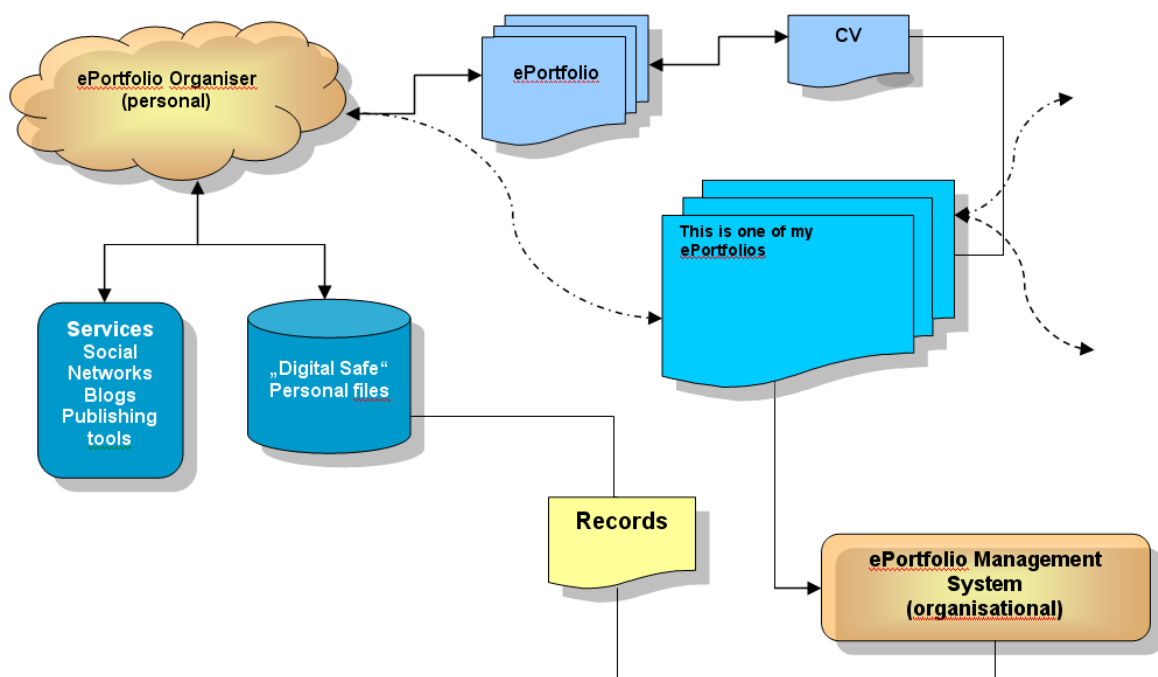 ePortfolio Organiser
(personal)
ePortfolio
CV
This is one of my
ePortfolios
Services
Social
Networks
Blogs
Publishing
tools
„Digital Safe“
Personal files
Records
ePortfolio Management
System
(organisational)